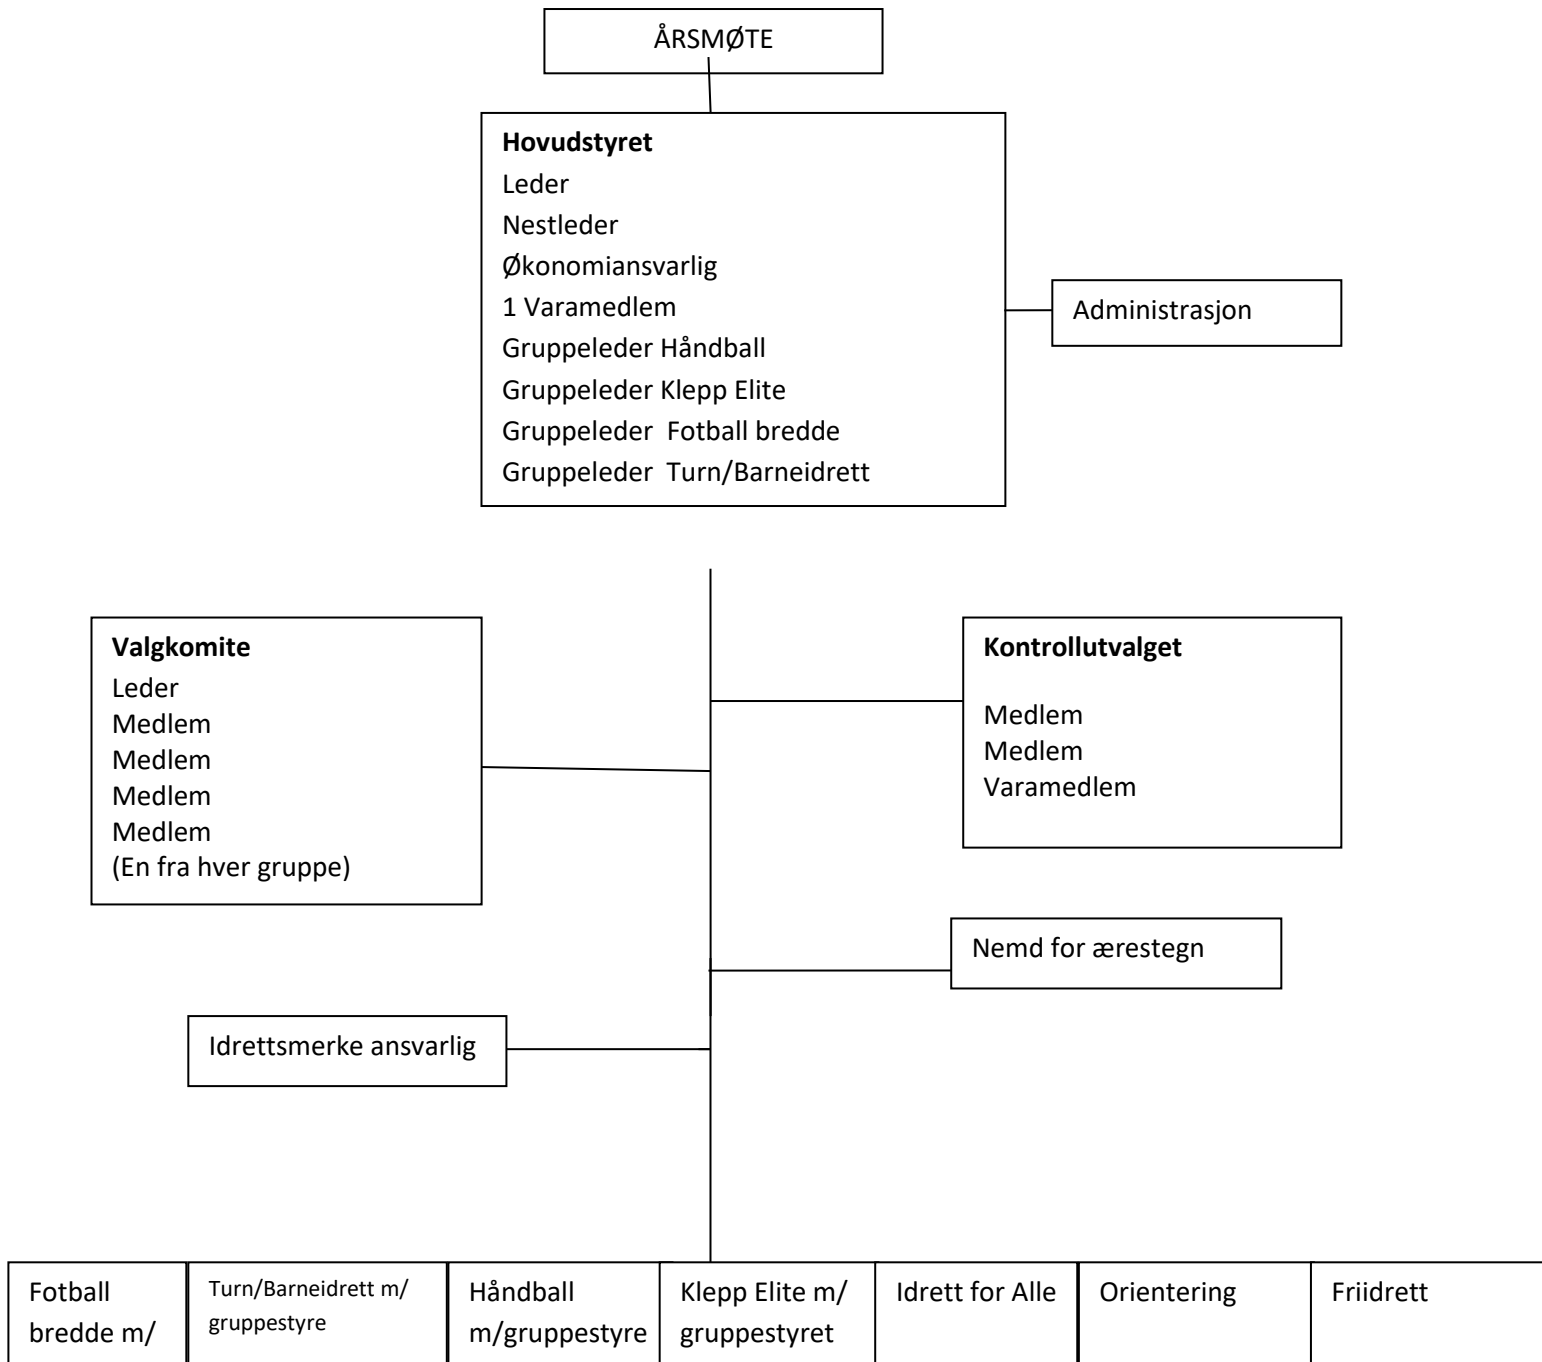 ÅRSMØTE
Hovudstyret
Leder
Nestleder
Økonomiansvarlig
1 Varamedlem
Gruppeleder Håndball
Gruppeleder Klepp Elite
Gruppeleder  Fotball bredde
Gruppeleder  Turn/Barneidrett
Administrasjon
Valgkomite
Leder
Medlem
Medlem
Medlem
Medlem
(En fra hver gruppe)
Kontrollutvalget
Medlem
Medlem
Varamedlem
Nemd for ærestegn
Idrettsmerke ansvarlig
Fotball
bredde m/
Turn/Barneidrett m/
gruppestyre
Håndball
m/gruppestyre
Klepp Elite m/
gruppestyret
Idrett for Alle
Orientering
Friidrett